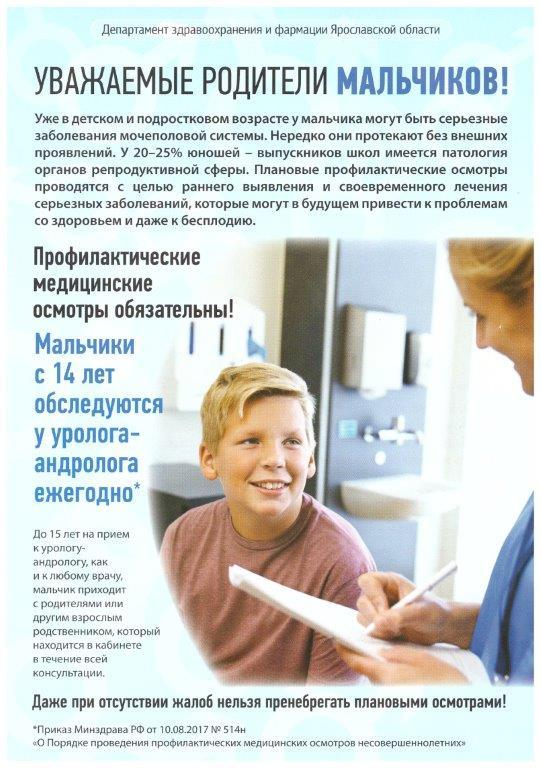 Департамент здравоохранения и фармации Ярославской области
УВАЖАЕМЫЕ РОДИТЕЛИ МАЛЬЧИКОВ!
Уже в детском и подростковом возрасте у мальчика могут быть серьезные
заболевания мочеполовой системы. Нередко они протекают без внешних
проявлений. У 20–25% юношей – выпускников школ имеется патология
органов репродуктивной сферы. Плановые профилактические осмотры
проводятся с целью раннего выявления и своевременного лечения
серьезных заболеваний, которые могут в будущем привести к проблемам
со здоровьем и даже к бесплодию.
Профилактические
медицинские
осмотры обязательны!
Мальчики
с 14 лет
обследуются
у уролога-
андролога
ежегодно*
До 15 лет на прием
к урологу-
андрологу, как
и к любому врачу,
мальчик приходит
с родителями или
другим взрослым
родственником, который
находится в кабинете
в течение всей
консультации.
Даже при отсутствии жалоб нельзя пренебрегать плановыми осмотрами!
*Приказ Минздрава РФ от 10.08.2017 № 514н
«О Порядке проведения профилактических медицинских осмотров несовершеннолетних»